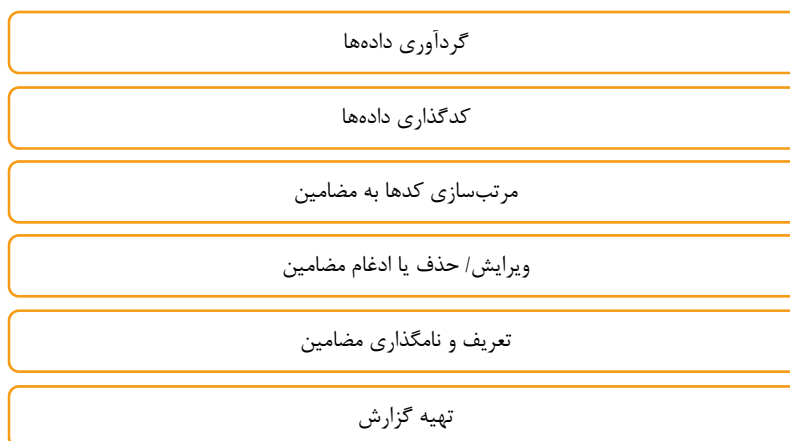 گردآوری داده‌ها
کدگذاری داده‌ها
مرتب‌سازی کدها به مضامین
ویرایش/ حذف یا ادغام مضامین
تعریف و نامگذاری مضامین
تهیه گزارش